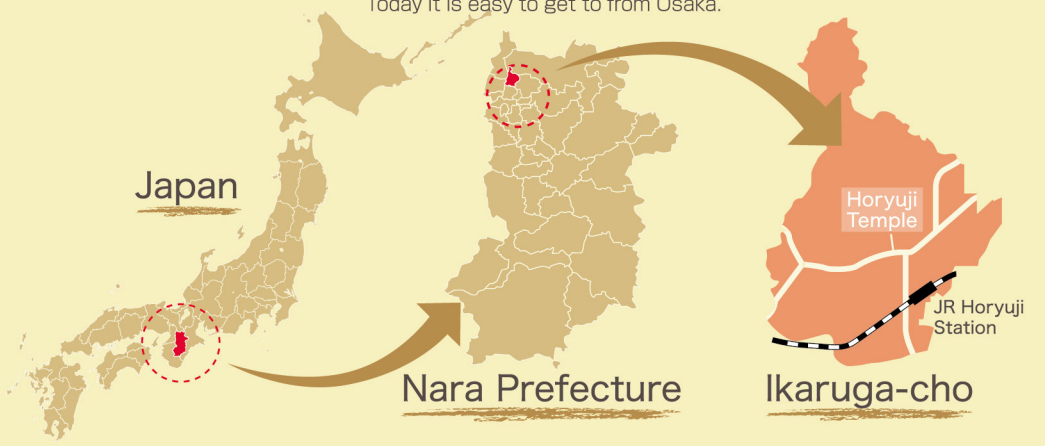 Today it is easy to get to from Osaka.
Japan
Horyuji
Temple
JR Horyuji
Station
Nara Prefecture
Ikaruga-cho